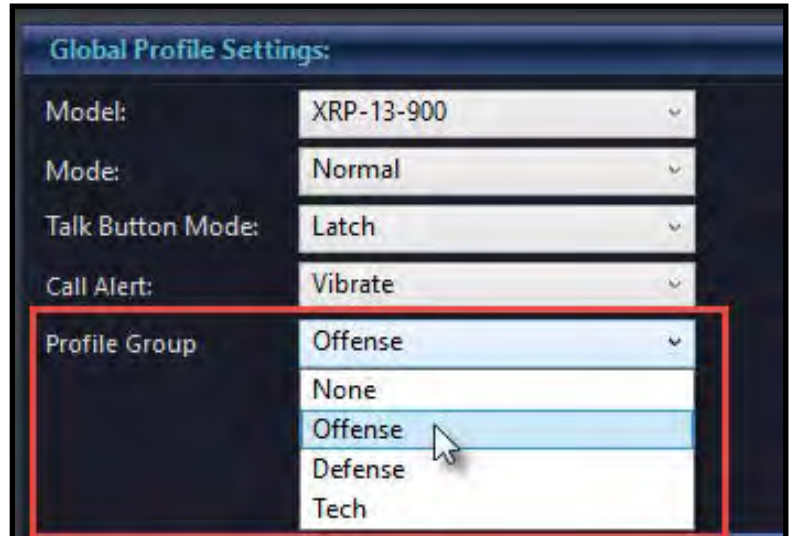 Global Profile Settings:
Model: XRP-13-900
Mode: Normal
Talk Button Mode: Latch
Call Alert: Vibrate
Profile Group Offense
None
Offense
Defense
Tech